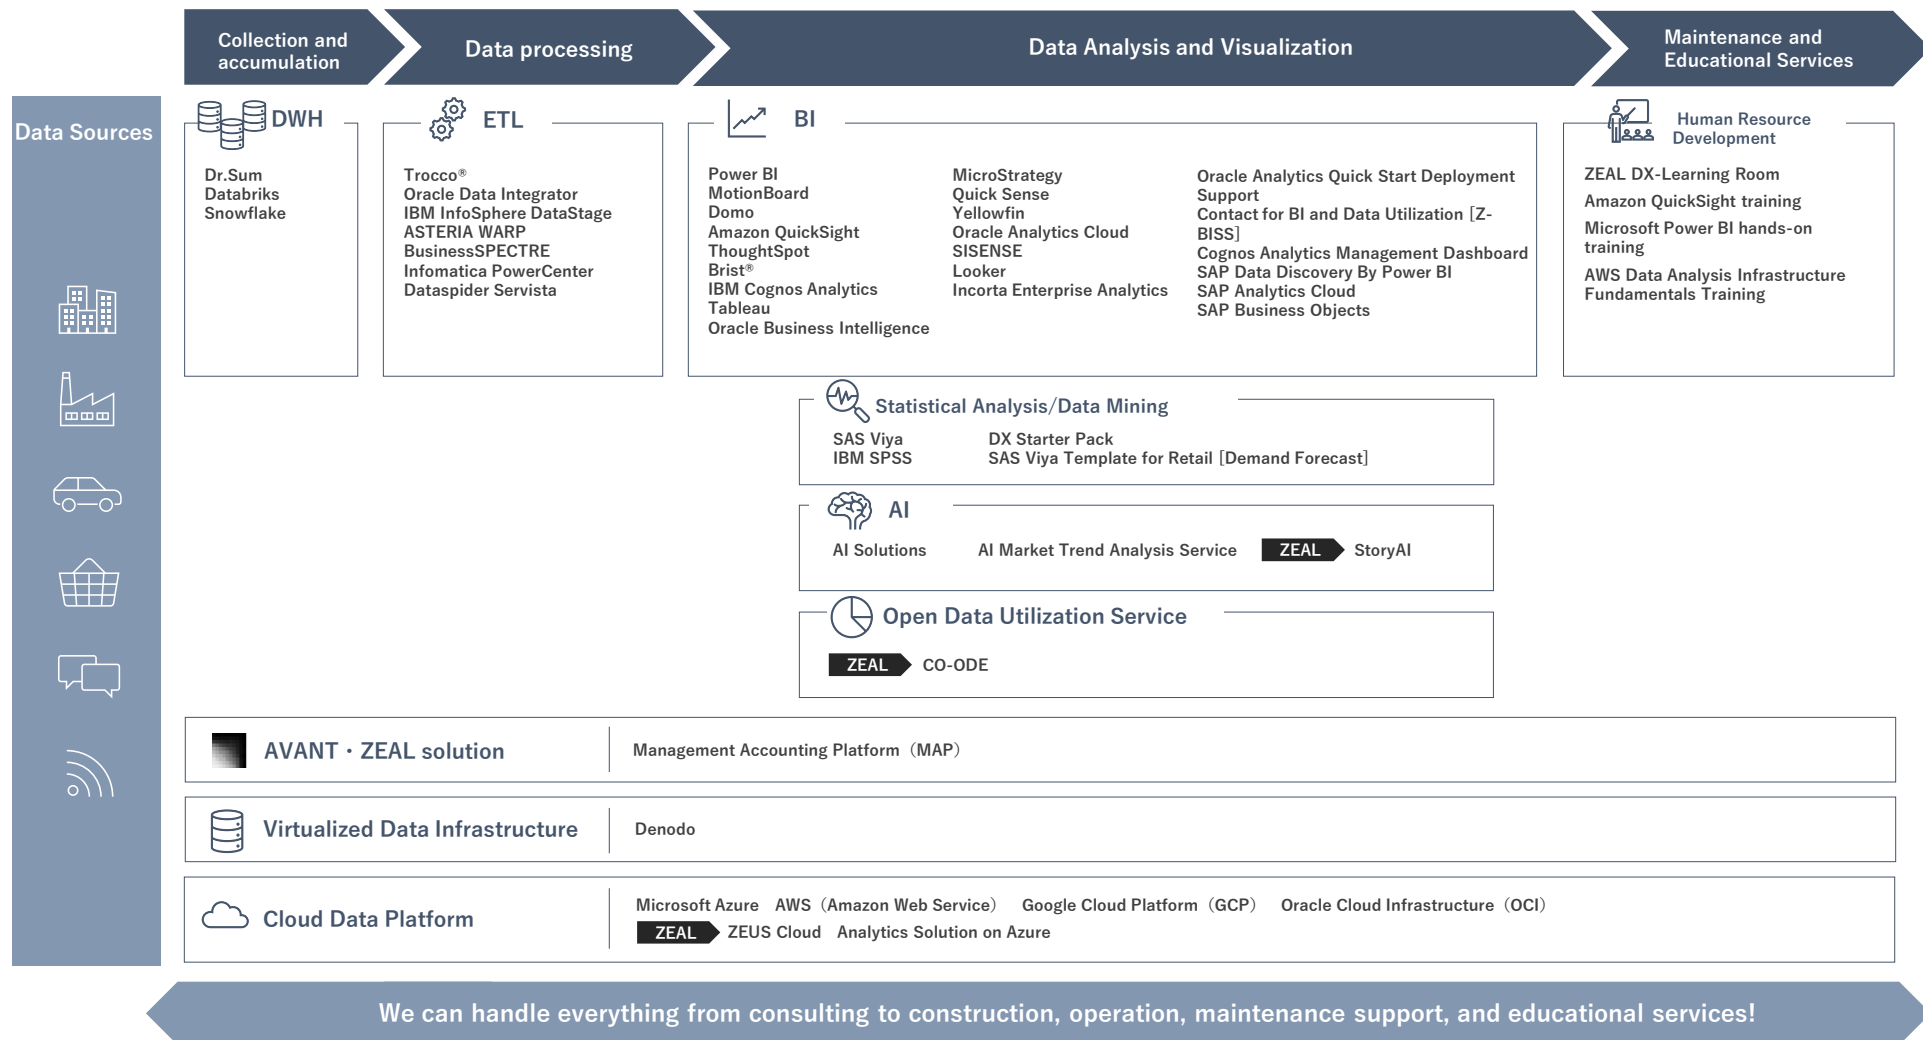 Collection and
accumulation
Data processing
Data Analysis and Visualization
Maintenance and
Educational Services
Data Sources
DWH
Dr.Sum
Databriks
Snowflake
ETL
Trocco®
Oracle Data Integrator
IBM InfoSphere DataStage
ASTERIA WARP
BusinessSPECTRE
Infomatica PowerCenter
Dataspider Servista
BI
Power BI
MotionBoard
Domo
Amazon QuickSight
ThoughtSpot
Brist®
IBM Cognos Analytics
Tableau
Oracle Business Intelligence
MicroStrategy
Quick Sense
Yellowfin
Oracle Analytics Cloud
SISENSE
Looker
Incorta Enterprise Analytics
Oracle Analytics Quick Start Deployment
Support
Contact for BI and Data Utilization [Z-
BISS]
Cognos Analytics Management Dashboard
SAP Data Discovery By Power BI
SAP Analytics Cloud
SAP Business Objects
Human Resource
Development
ZEAL DX-Learning Room
Amazon QuickSight training
Microsoft Power BI hands-on
training
AWS Data Analysis Infrastructure
Fundamentals Training
Statistical Analysis/Data Mining
SAS Viya
IBM SPSS
DX Starter Pack
SAS Viya Template for Retail [Demand Forecast]
AI
AI Solutions AI Market Trend Analysis Service ZEAL StoryAI
Open Data Utilization Service
ZEAL CO-ODE
AVANT・ZEAL solution
Management Accounting Platform（MAP）
Virtualized Data Infrastructure
Denodo
Cloud Data Platform
Microsoft Azure AWS（Amazon Web Service） Google Cloud Platform（GCP） Oracle Cloud Infrastructure（OCI）
ZEAL ZEUS Cloud Analytics Solution on Azure
We can handle everything from consulting to construction, operation, maintenance support, and educational services!